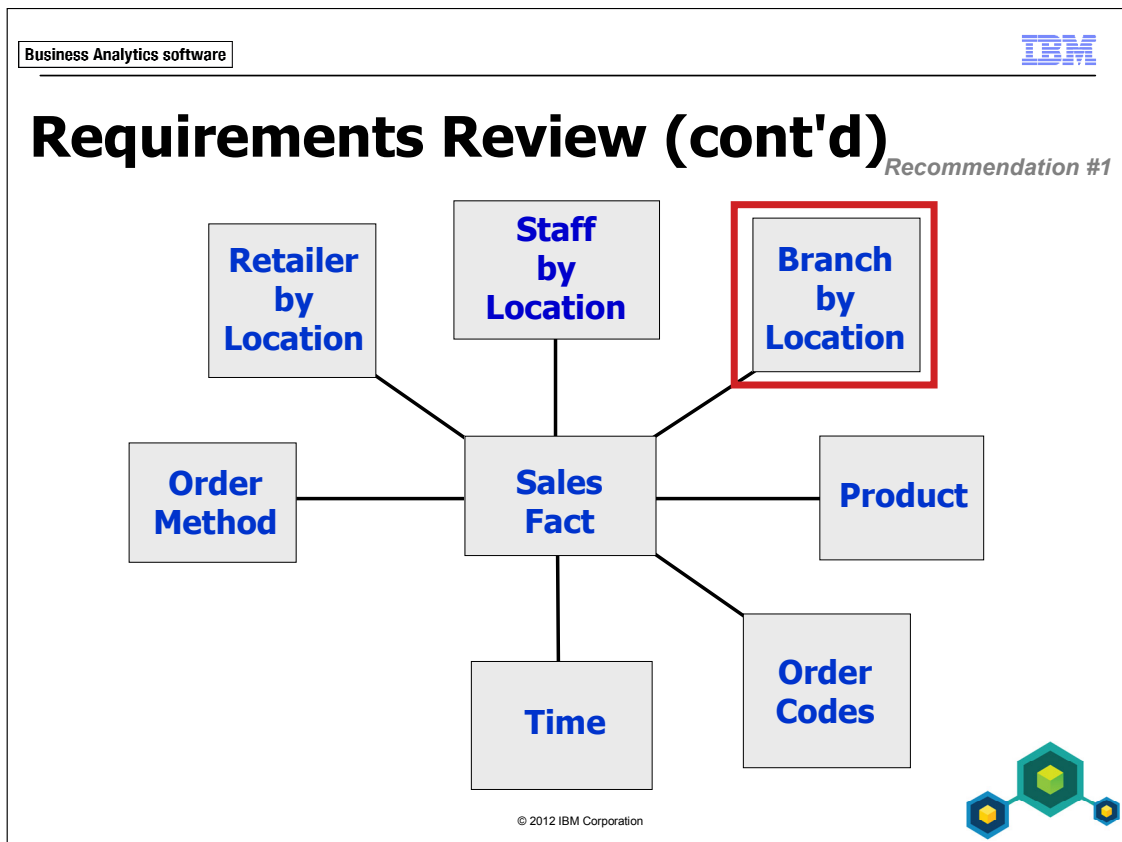 Business Analytics software
IBM
Requirements Review (cont'd)
Recommendation #1
Retailer
by
Location
Staff
by
Location
Branch
by
Location
Order
Method
Sales
Fact
Product
Time
Order
Codes
© 2012 IBM Corporation